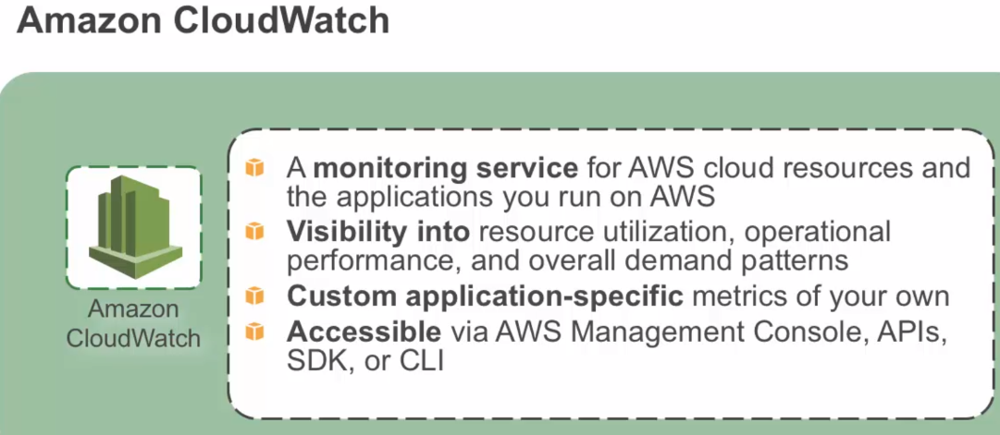 Amazon CloudWatch
A monitoring service for AWS cloud resources and
the applications you run on AWS
Visibility into resource utilization, operational
performance, and overall demand patterns
Custom application-specific metrics of your own
Accessible via AWS Management Console, APIs,
SDK, or CLI
Amazon
CloudWatch